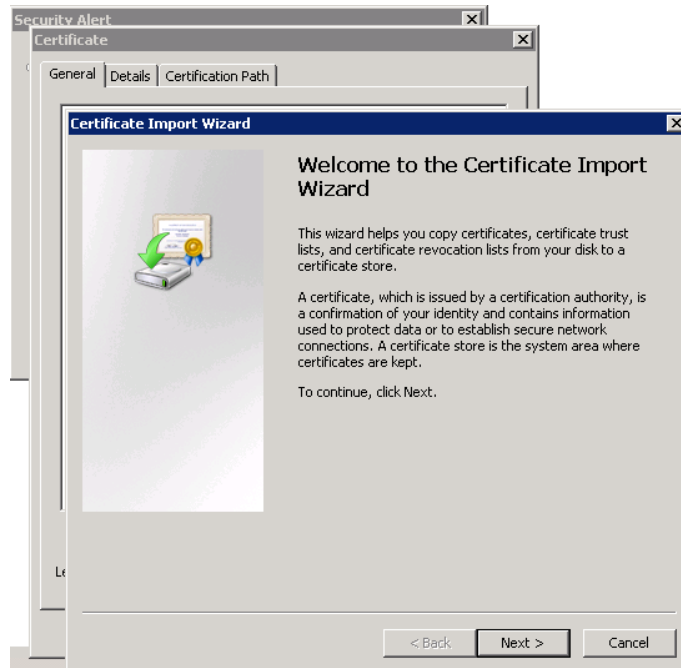 Security Alert
Certificate
General Details Certification Path
Certificate Import Wizard
Welcome to the Certificate Import
Wizard
This wizard helps you copy certificates, certificate trust
lists, and certificate revocation lists from your disk to a
certificate store.
A certificate, which is issued by a certification authority, is
a confirmation of your identity and contains information
used to protect data or to establish secure network
connections. A certificate store is the system area where
certificates are kept.
To continue, click Next.
< Back Next > Cancel